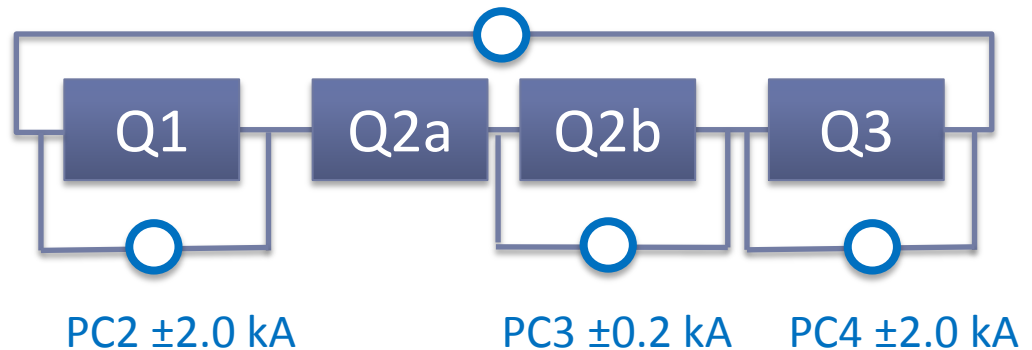 Q1 Q2a Q2b Q3
PC2 ±2.0 kA PC3 ±0.2 kA PC4 ±2.0 kA